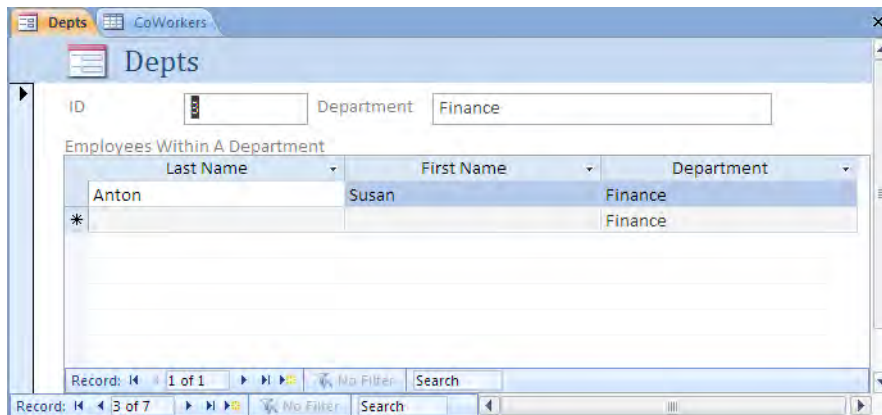 Depts CoWorkers
Depts
ID 3 Department Finance
Employees Within A Department
Last Name First Name Department
Anton Susan Finance
Finance
Record: 1 of 1 No Filter Search
Record: 3 of 7 No Filter Search